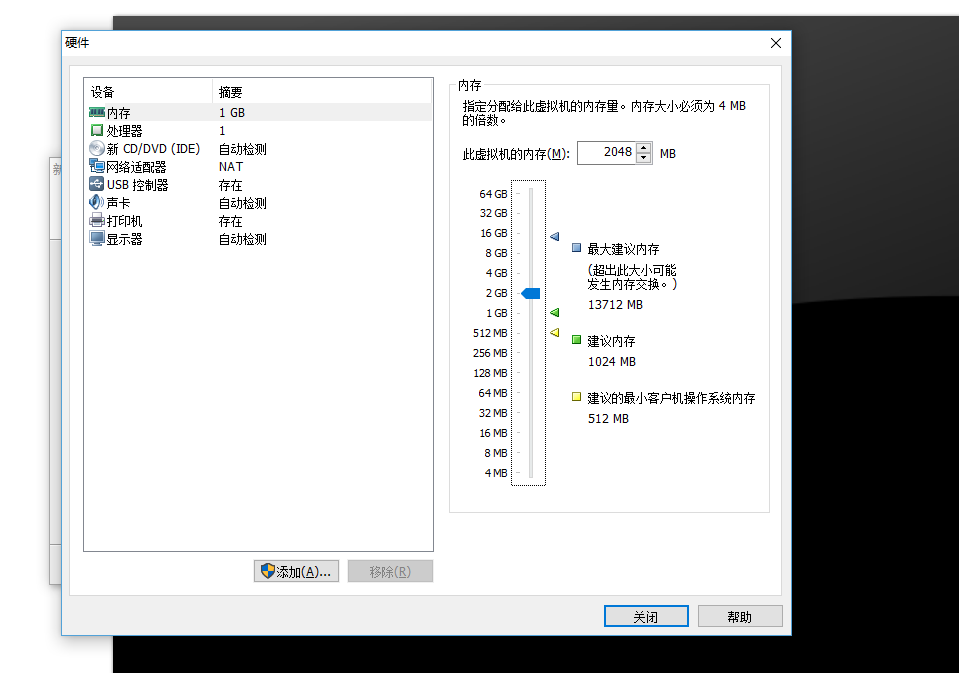 硬件
新
设备 摘要
内存 1 GB
处理器 1
新 CD/DVD (IDE) 自动检测
网络适配器 NAT
USB 控制器 存在
声卡 自动检测
打印机 存在
显示器 自动检测
添加(A)...
移除(R)
内存
指定分配给此虚拟机的内存量。内存大小必须为 4 MB
的倍数。
此虚拟机的内存(M): 2048 MB
64 GB
32 GB
16 GB
8 GB
4 GB
2 GB
1 GB
512 MB
256 MB
128 MB
64 MB
32 MB
16 MB
8 MB
4 MB
最大建议内存
(超出此大小可能
发生内存交换。)
13712 MB
建议内存
1024 MB
建议的最小客户机操作系统内存
512 MB
关闭
帮助